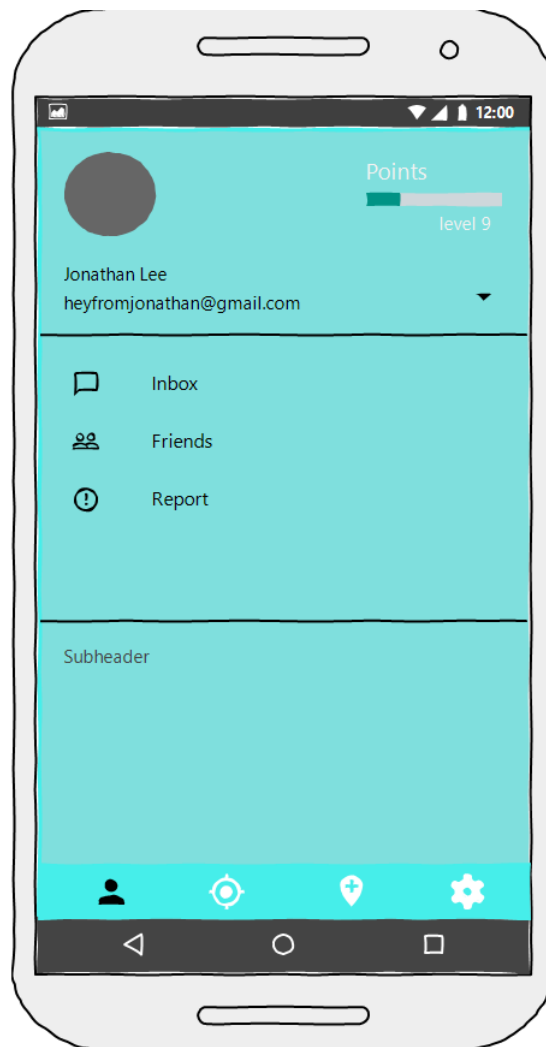 12:00
Points
level 9
Jonathan Lee
heyfromjonathan@gmail.com
Inbox
Friends
Report
Subheader